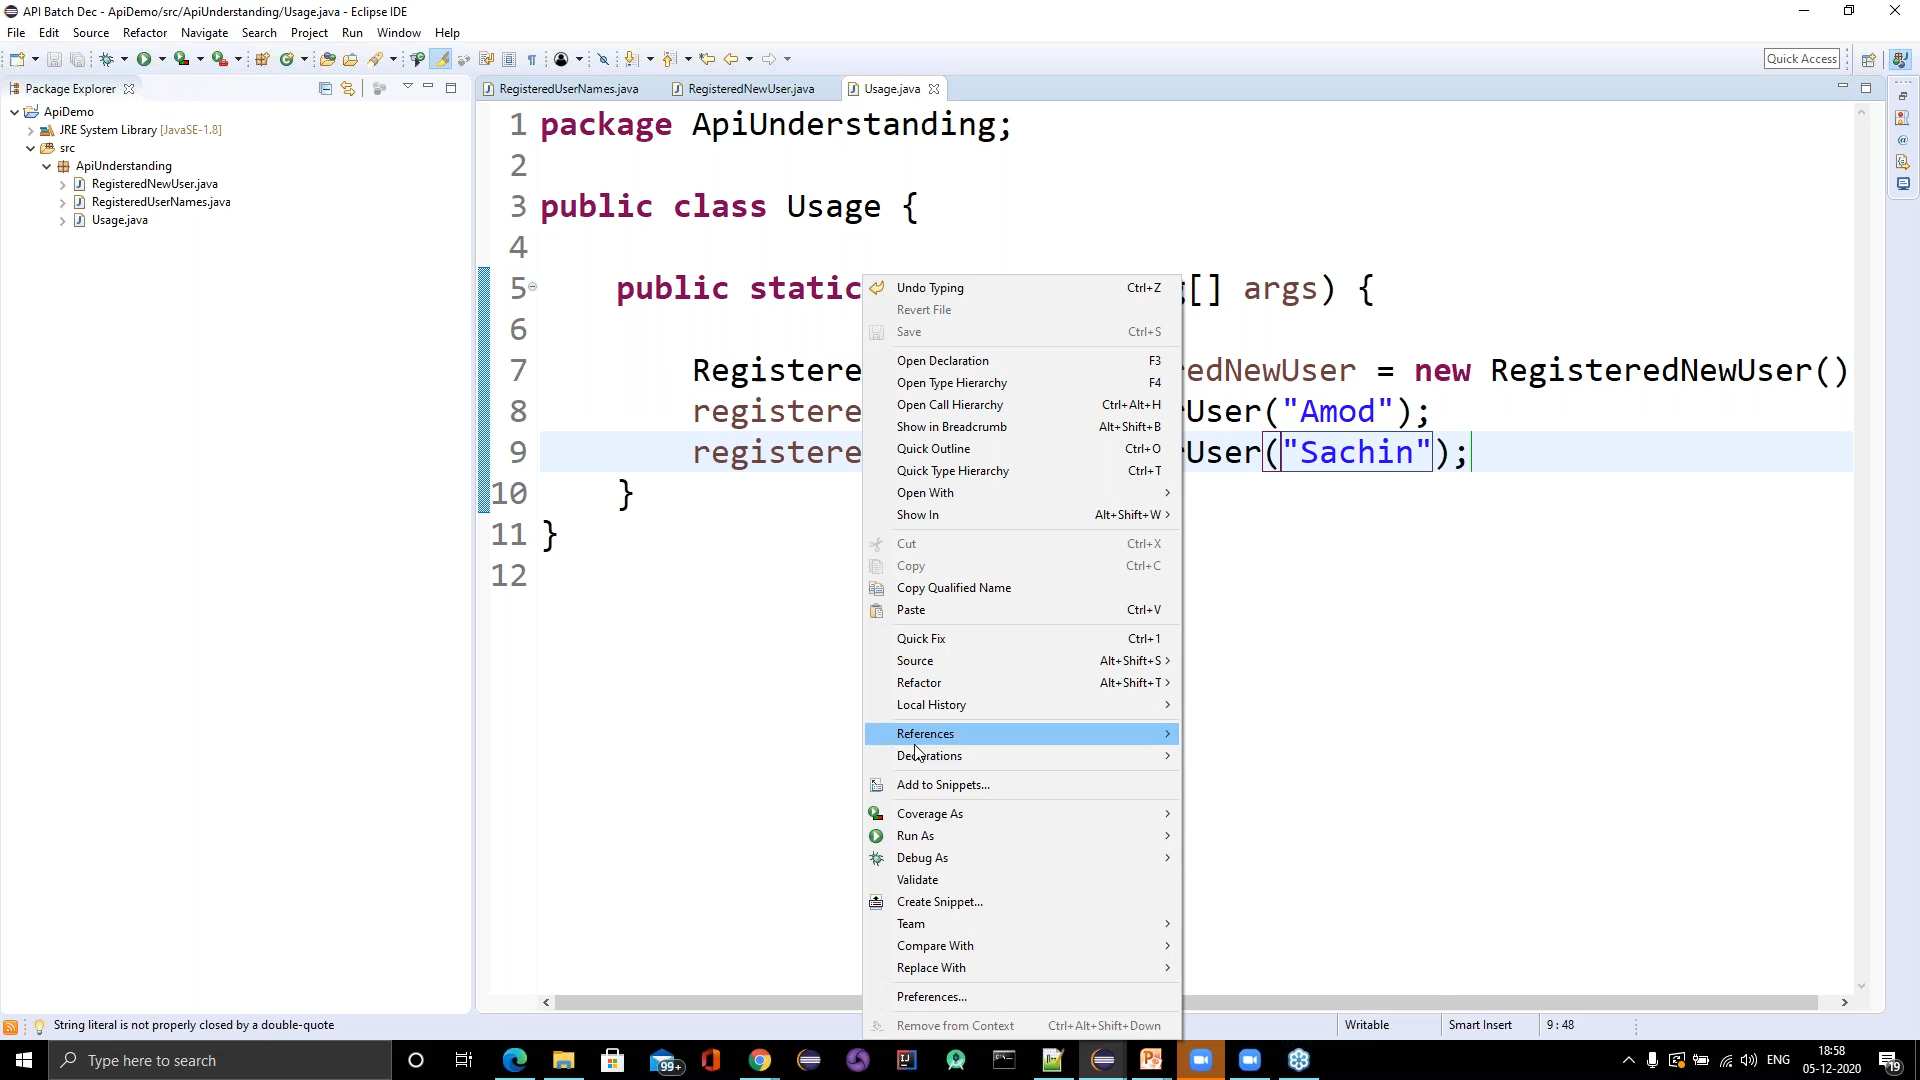 API Batch Dec - ApiDemo/src/ApiUnderstanding/Usage.java - Eclipse IDE
File Edit Source Refactor Navigate Search Project Run Window Help
Quick Access
Package Explorer
RegisteredUserNames.java
RegisteredNewUser.java
Usage.java
ApiDemo
JRE System Library [JavaSE-1.8]
src
ApiUnderstanding
RegisteredNewUser.java
RegisteredUserNames.java
Usage.java
1 package ApiUnderstanding;
2
3 public class Usage {
4
5 public static g[] args) {
6
7 Registere edNewUser = new RegisteredNewUser()
8 registere User("Amod");
9 registere User("Sachin");
10 }
11 }
12
Undo Typing Ctrl+Z
Revert File
Save Ctrl+S
Open Declaration F3
Open Type Hierarchy F4
Open Call Hierarchy Ctrl+Alt+H
Show in Breadcrumb Alt+Shift+B
Quick Outline Ctrl+O
Quick Type Hierarchy Ctrl+T
Open With
Show In Alt+Shift+W
Cut Ctrl+X
Copy Ctrl+C
Copy Qualified Name
Paste Ctrl+V
Quick Fix Ctrl+1
Source Alt+Shift+S
Refactor Alt+Shift+T
Local History
References
Declarations
Add to Snippets...
Coverage As
Run As
Debug As
Validate
Create Snippet...
Team
Compare With
Replace With
Preferences...
Remove from Context Ctrl+Alt+Shift+Down
String literal is not properly closed by a double-quote
Writable
Smart Insert
9:48
Type here to search
99+
ENG
18:58
05-12-2020
19